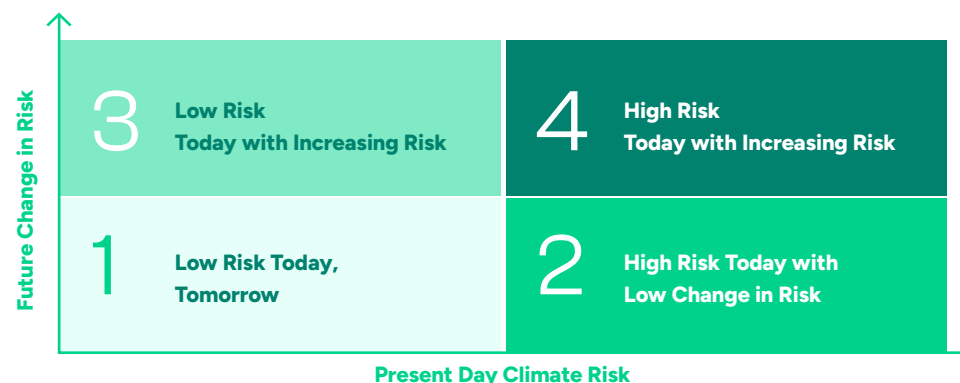 Future Change in Risk
3
Low Risk
Today with Increasing Risk
4
High Risk
Today with Increasing Risk
1
Low Risk Today,
Tomorrow
2
High Risk Today with
Low Change in Risk
Present Day Climate Risk